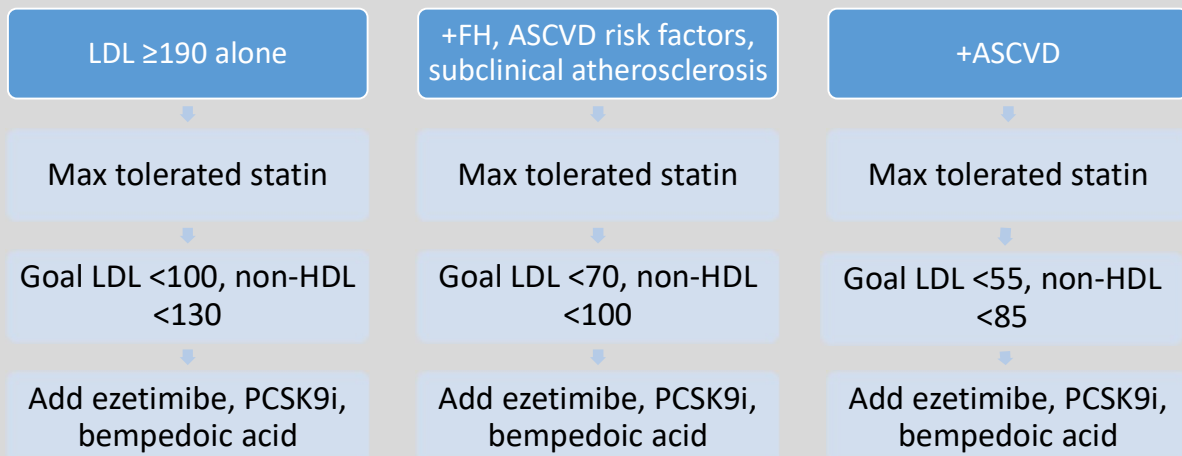 LDL ≥190 alone
Max tolerated statin
Goal LDL <100, non-HDL
<130
Add ezetimibe, PCSK9i,
bempedoic acid
+FH, ASCVD risk factors,
subclinical atherosclerosis
Max tolerated statin
Goal LDL <70, non-HDL
<100
Add ezetimibe, PCSK9i,
bempedoic acid
+ASCVD
Max tolerated statin
Goal LDL <55, non-HDL
<85
Add ezetimibe, PCSK9i,
bempedoic acid